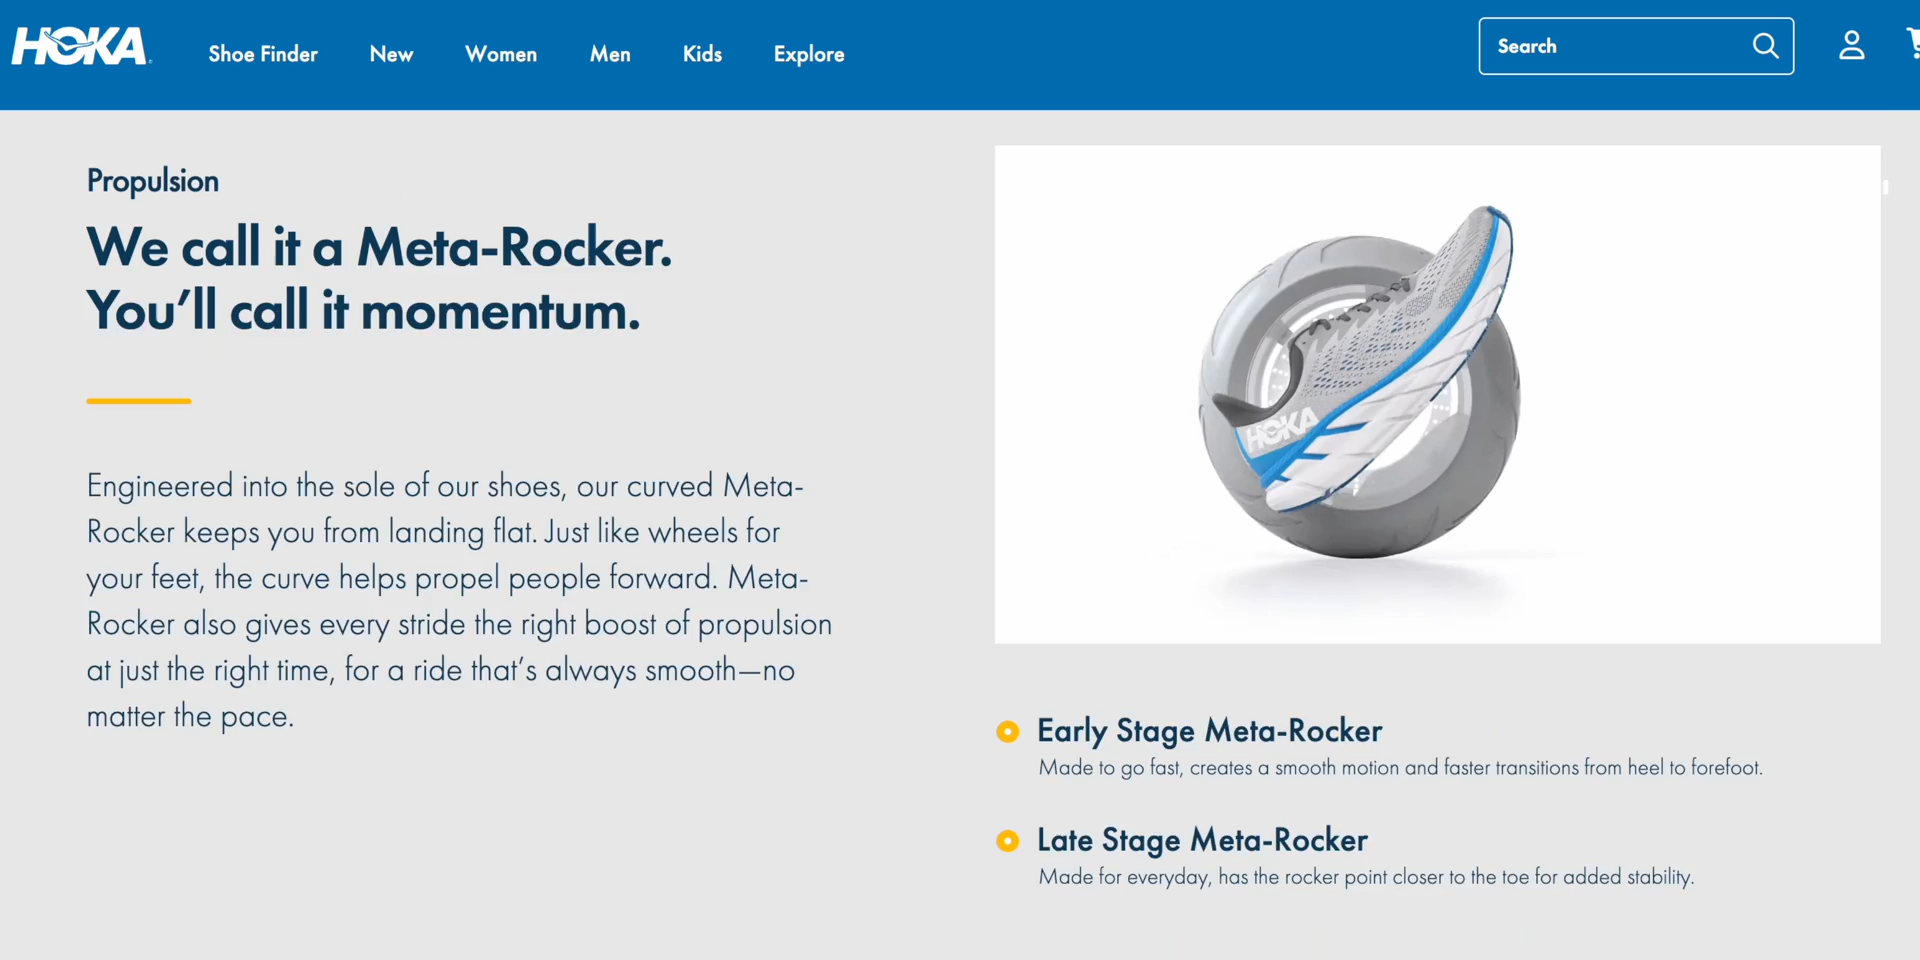 HOKA
Shoe Finder
New
Women
Men
Kids
Explore
Search
Propulsion
We call it a Meta-Rocker.
You’ll call it momentum.
Engineered into the sole of our shoes, our curved Meta-
Rocker keeps you from landing flat. Just like wheels for
your feet, the curve helps propel people forward. Meta-
Rocker also gives every stride the right boost of propulsion
at just the right time, for a ride that’s always smooth—no
matter the pace.
HOKA
Early Stage Meta-Rocker
Made to go fast, creates a smooth motion and faster transitions from heel to forefoot.
Late Stage Meta-Rocker
Made for everyday, has the rocker point closer to the toe for added stability.